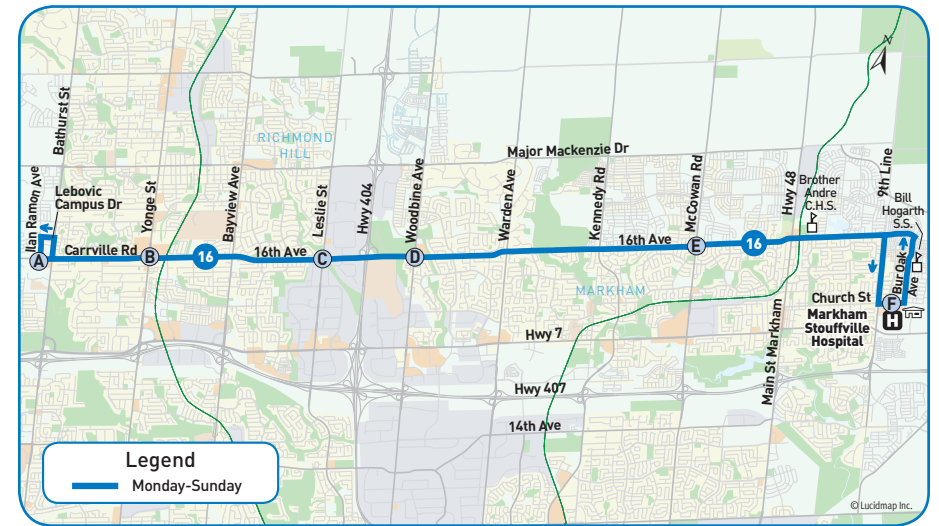 N
Bathurst St
RICHMOND
HILL
Major Mackenzie Dr
Ilan Ramon Ave
Lebovic
Campus Dr
Yonge St
Bayview Ave
Leslie St
Hwy 404
Woodbine Ave
Warden Ave
Kennedy Rd
McCowan Rd
Hwy 48
Brother
Andre
C.H.S.
9th Line
Bill
Hogarth
S.S.
A
Carrville Rd
B
16
16th Ave
C
D
16th Ave
E
16
MARKHAM
Bur Oak
Ave
Church St
F
H
Markham
Stouffville
Hospital
Hwy 7
Main St Markham
Hwy 407
14th Ave
Legend
Monday-Sunday
© Lucidmap Inc.